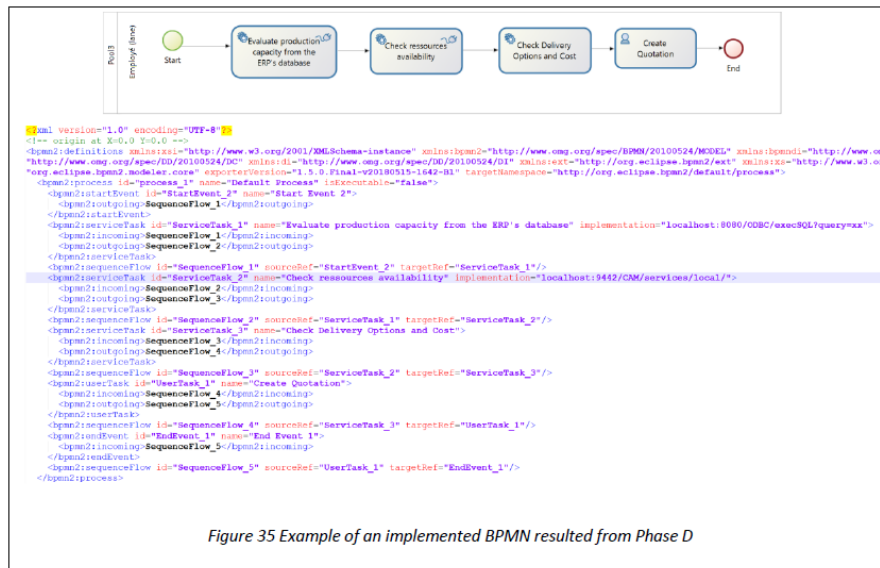 Pool3
Employé (lane)
Start
Evaluate production
capacity from the
ERP's database
Check ressources
availability
Check Delivery
Options and Cost
Create
Quotation
End
<?xml version="1.0" encoding="UTF-8"?>
<!-- origin at X=0.0 Y=0.0 -->
<bpmn2:definitions xmlns:xsi="http://www.w3.org/2001/XMLSchema-instance" xmlns:bpmn2="http://www.omg.org/spec/BPMN/20100524/MODEL" xmlns:bpmndi="http://www.om
"http://www.omg.org/spec/DD/20100524/DC" xmlns:di="http://www.omg.org/spec/DD/20100524/DI" xmlns:ext="http://org.eclipse.bpmn2/ext" xmlns:xs="http://www.w3.o
"org.eclipse.bpmn2.modeler.core" exporterVersion="1.5.0.Final-v20180515-1642-B1" targetNamespace="http://org.eclipse.bpmn2/default/process">
<bpmn2:process id="process_1" name="Default Process" isExecutable="false">
<bpmn2:startEvent id="StartEvent_2" name="Start Event 2">
<bpmn2:outgoing>SequenceFlow_1</bpmn2:outgoing>
</bpmn2:startEvent>
<bpmn2:serviceTask id="ServiceTask_1" name="Evaluate production capacity from the ERP's database" implementation="localhost:8080/ODBC/execSQL?query=xx">
<bpmn2:incoming>SequenceFlow_1</bpmn2:incoming>
<bpmn2:outgoing>SequenceFlow_2</bpmn2:outgoing>
</bpmn2:serviceTask>
<bpmn2:sequenceFlow id="SequenceFlow_1" sourceRef="StartEvent_2" targetRef="ServiceTask_1"/>
<bpmn2:serviceTask id="ServiceTask_2" name="Check ressources availability" implementation="localhost:9442/CAM/services/local/">
<bpmn2:incoming>SequenceFlow_2</bpmn2:incoming>
<bpmn2:outgoing>SequenceFlow_3</bpmn2:outgoing>
</bpmn2:serviceTask>
<bpmn2:sequenceFlow id="SequenceFlow_2" sourceRef="ServiceTask_1" targetRef="ServiceTask_2"/>
<bpmn2:serviceTask id="ServiceTask_3" name="Check Delivery Options and Cost">
<bpmn2:incoming>SequenceFlow_3</bpmn2:incoming>
<bpmn2:outgoing>SequenceFlow_4</bpmn2:outgoing>
</bpmn2:serviceTask>
<bpmn2:sequenceFlow id="SequenceFlow_3" sourceRef="ServiceTask_2" targetRef="ServiceTask_3"/>
<bpmn2:userTask id="UserTask_1" name="Create Quotation">
<bpmn2:incoming>SequenceFlow_4</bpmn2:incoming>
<bpmn2:outgoing>SequenceFlow_5</bpmn2:outgoing>
</bpmn2:userTask>
<bpmn2:sequenceFlow id="SequenceFlow_4" sourceRef="ServiceTask_3" targetRef="UserTask_1"/>
<bpmn2:endEvent id="EndEvent_1" name="End Event 1">
<bpmn2:incoming>SequenceFlow_5</bpmn2:incoming>
</bpmn2:endEvent>
<bpmn2:sequenceFlow id="SequenceFlow_5" sourceRef="UserTask_1" targetRef="EndEvent_1"/>
</bpmn2:process>
Figure 35 Example of an implemented BPMN resulted from Phase D